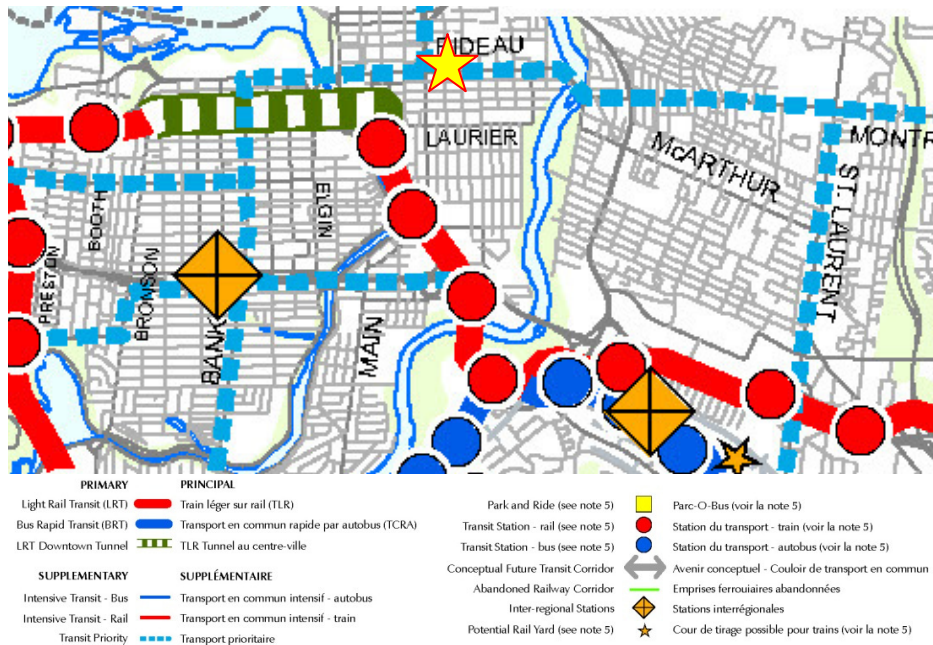 RIDEAU
LAURIER
McARTHUR
MONTR
ST. LAURENT
ELGIN
BOOTH
PRESTON
BRONSON
BANK
MAIN
PRIMARY PRINCIPAL
Light Rail Transit (LRT) Train léger sur rail (TLR)
Bus Rapid Transit (BRT) Transport en commun rapide par autobus (TCRA)
LRT Downtown Tunnel TLR Tunnel au centre-ville
SUPPLEMENTARY SUPPLÉMENTAIRE
Intensive Transit - Bus Transport en commun intensif - autobus
Intensive Transit - Rail Transport en commun intensif - train
Transit Priority Transport prioritaire
Park and Ride (see note 5) Parc-O-Bus (voir la note 5)
Transit Station - rail (see note 5) Station du transport - train (voir la note 5)
Transit Station - bus (see note 5) Station du transport - autobus (voir la note 5)
Conceptual Future Transit Corridor Avenir conceptuel - Couloir de transport en commun
Abandoned Railway Corridor Emprises ferrouiaires abandonnées
Inter-regional Stations Stations interrégionales
Potential Rail Yard (see note 5) Cour de tirage possible pour trains (voir la note 5)